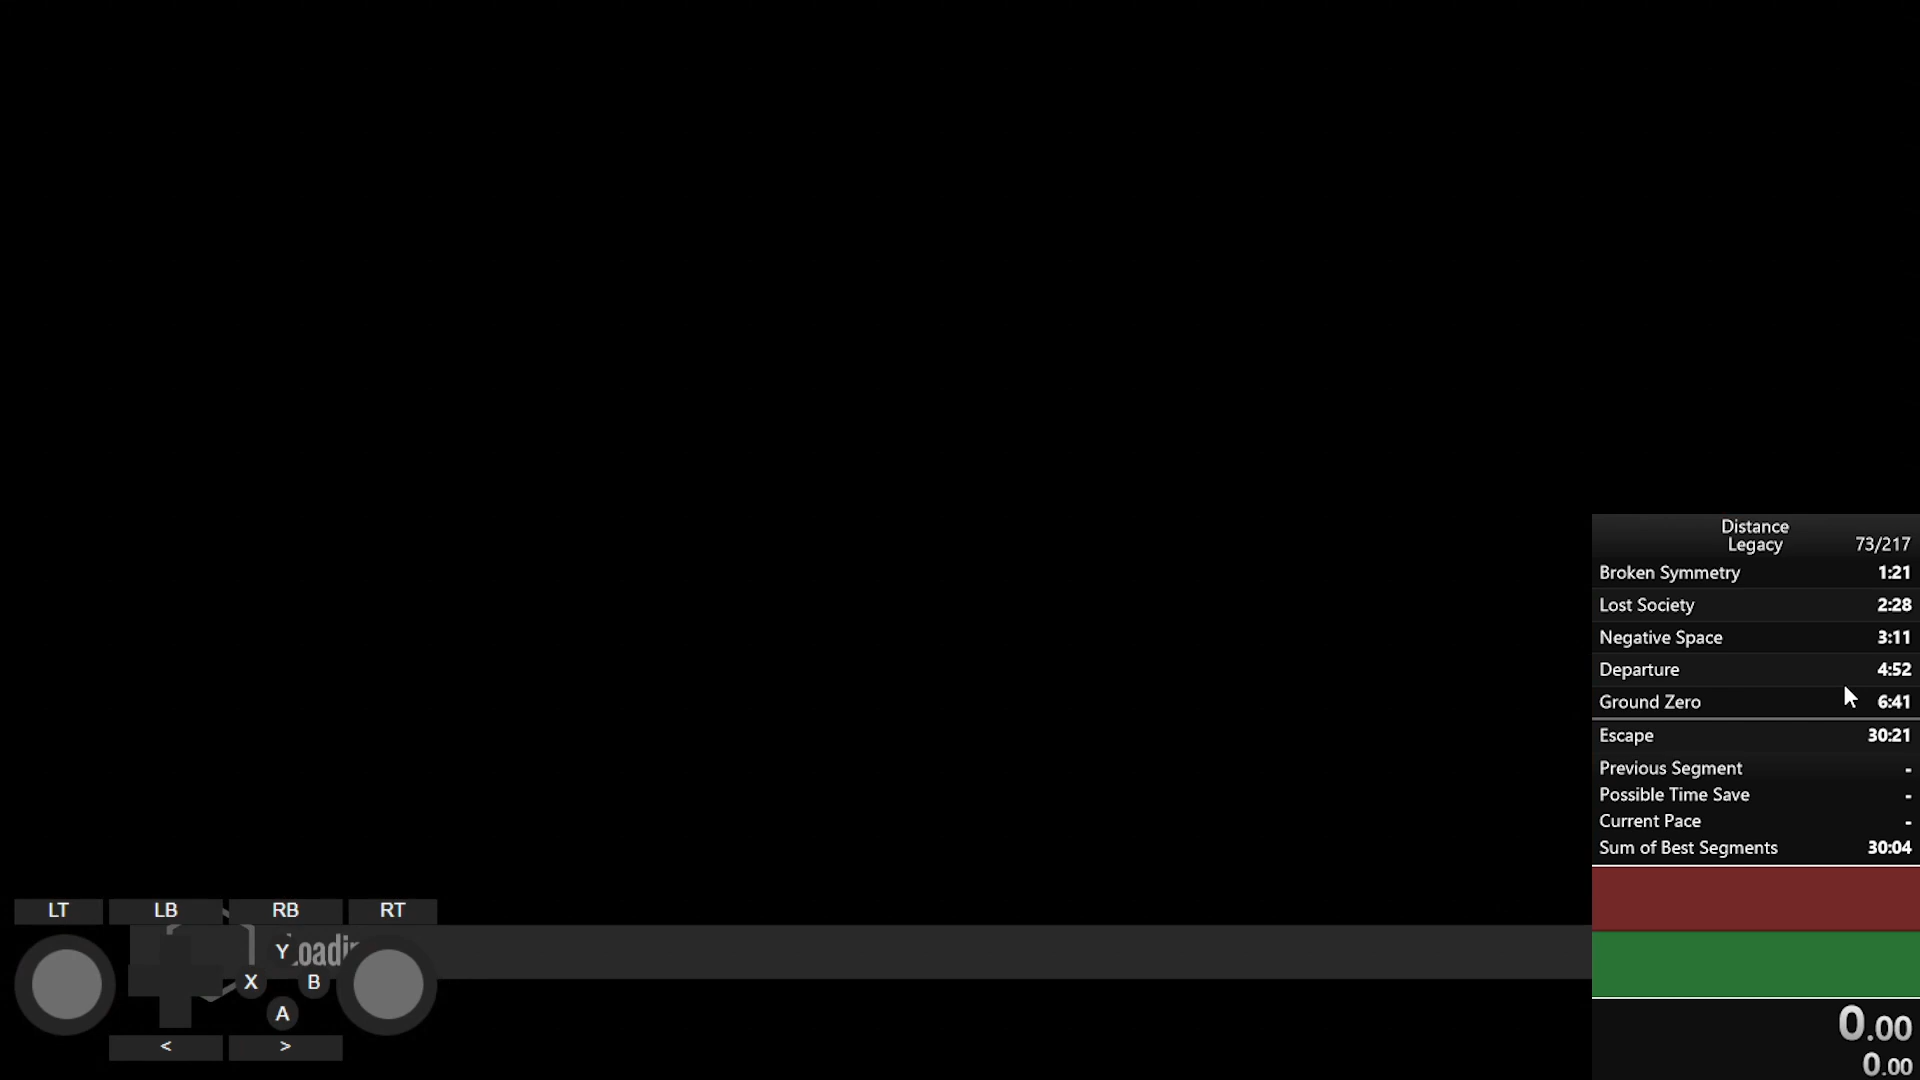 Distance
Legacy 73/217
Broken Symmetry 1:21
Lost Society 2:28
Negative Space 3:11
Departure 4:52
Ground Zero 6:41
Escape 30:21
Previous Segment -
Possible Time Save -
Current Pace -
Sum of Best Segments 30:04
LT LB RB RT
Y
X B
A
< >
0.00
0.00